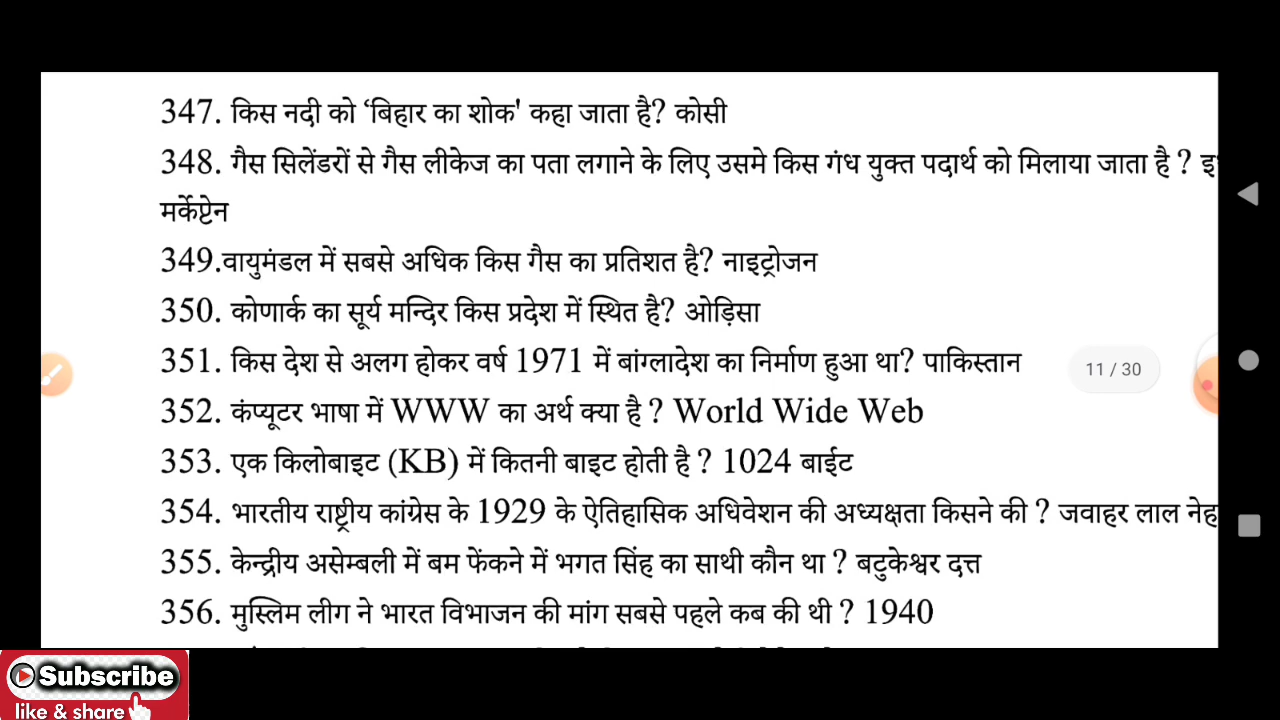 347. किस नदी को ‘बिहार का शोक' कहा जाता है? कोसी
348. गैस सिलेंडरों से गैस लीकेज का पता लगाने के लिए उसमे किस गंध युक्त पदार्थ को मिलाया जाता है ?
मर्केप्टेन
349.वायुमंडल में सबसे अधिक किस गैस का प्रतिशत है? नाइट्रोजन
350. कोणार्क का सूर्य मन्दिर किस प्रदेश में स्थित है? ओड़िसा
351. किस देश से अलग होकर वर्ष 1971 में बांग्लादेश का निर्माण हुआ था? पाकिस्तान
11 / 30
352. कंप्यूटर भाषा में WWW का अर्थ क्या है ? World Wide Web
353. एक किलोबाइट (KB) में कितनी बाइट होती है ? 1024 बाईट
354. भारतीय राष्ट्रीय कांग्रेस के 1929 के ऐतिहासिक अधिवेशन की अध्यक्षता किसने की ? जवाहर लाल नेह
355. केन्द्रीय असेम्बली में बम फेंकने में भगत सिंह का साथी कौन था ? बटुकेश्वर दत्त
356. मुस्लिम लीग ने भारत विभाजन की मांग सबसे पहले कब की थी ? 1940
Subscribe
like & share